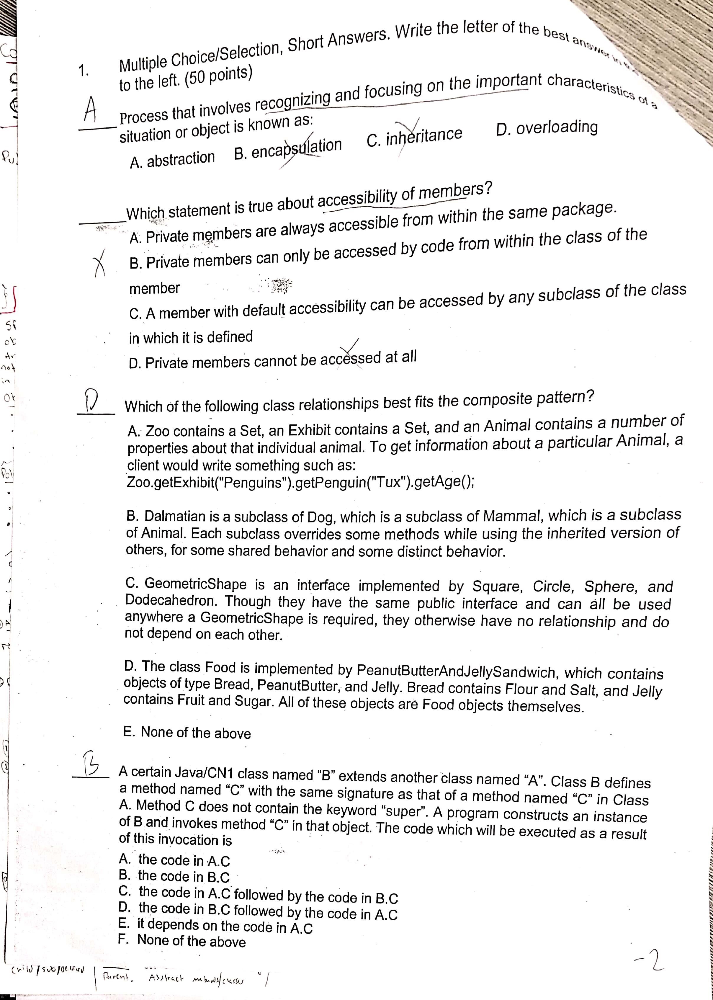 1. Multiple Choice/Selection, Short Answers. Write the letter of the best answer in
to the left. (50 points)
A Process that involves recognizing and focusing on the important characteristics of a
situation or object is known as:
A. abstraction B. encapsulation C. inheritance D. overloading
Which statement is true about accessibility of members?
A. Private members are always accessible from within the same package.
X B. Private members can only be accessed by code from within the class of the
member
C. A member with default accessibility can be accessed by any subclass of the class
in which it is defined
D. Private members cannot be accessed at all
D Which of the following class relationships best fits the composite pattern?
A. Zoo contains a Set, an Exhibit contains a Set, and an Animal contains a number of
properties about that individual animal. To get information about a particular Animal, a
client would write something such as:
Zoo.getExhibit("Penguins").getPenguin("Tux").getAge();
B. Dalmatian is a subclass of Dog, which is a subclass of Mammal, which is a subclass
of Animal. Each subclass overrides some methods while using the inherited version of
others, for some shared behavior and some distinct behavior.
C. GeometricShape is an interface implemented by Square, Circle, Sphere, and
Dodecahedron. Though they have the same public interface and can all be used
anywhere a GeometricShape is required, they otherwise have no relationship and do
not depend on each other.
D. The class Food is implemented by PeanutButterAndJellySandwich, which contains
objects of type Bread, PeanutButter, and Jelly. Bread contains Flour and Salt, and Jelly
contains Fruit and Sugar. All of these objects are Food objects themselves.
E. None of the above
B A certain Java/CN1 class named “B” extends another class named “A”. Class B defines
a method named “C” with the same signature as that of a method named “C” in Class
A. Method C does not contain the keyword “super”. A program constructs an instance
of B and invokes method “C” in that object. The code which will be executed as a result
of this invocation is
A. the code in A.C
B. the code in B.C
C. the code in A.C followed by the code in B.C
D. the code in B.C followed by the code in A.C
E. it depends on the code in A.C
F. None of the above
-2
Child/sub/ Parent. Abstract methods/classes